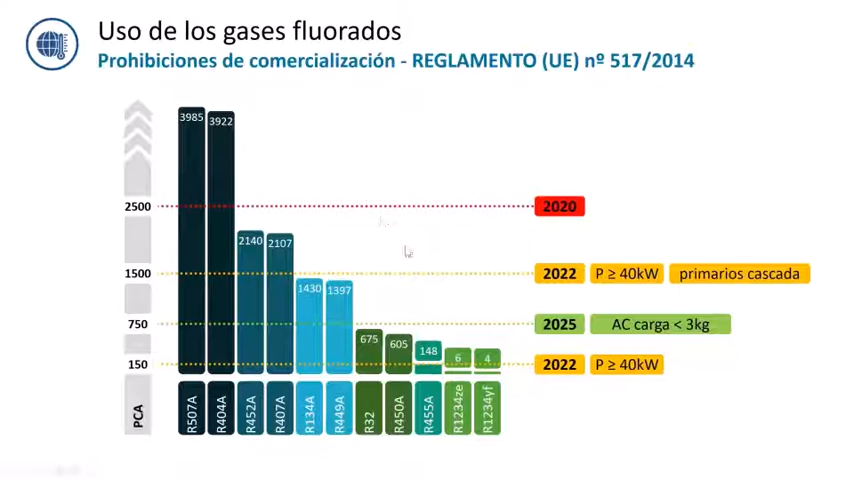 Uso de los gases fluorados
Prohibiciones de comercialización - REGLAMENTO (UE) nº 517/2014
3985
3922
2500
2020
2140
2107
1500
2022 P ≥ 40kW primarios cascada
1430
1397
750
2025 AC carga < 3kg
675
605
148
6
4
150
2022 P ≥ 40kW
PCA
R507A
R404A
R452A
R407A
R134A
R449A
R32
R450A
R455A
R1234ze
R1234yf